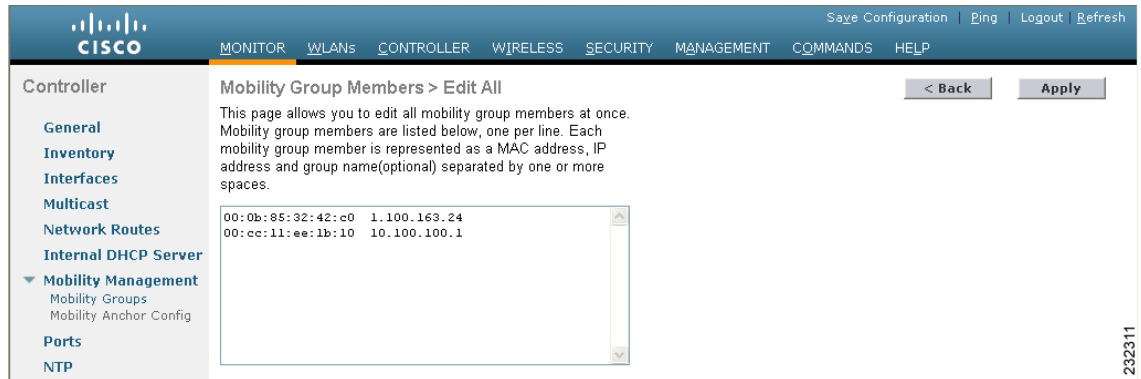 Save Configuration | Ping | Logout | Refresh
CISCO
MONITOR WLANs CONTROLLER WIRELESS SECURITY MANAGEMENT COMMANDS HELP
Controller
General
Inventory
Interfaces
Multicast
Network Routes
Internal DHCP Server
Mobility Management
Mobility Groups
Mobility Anchor Config
Ports
NTP
Mobility Group Members > Edit All
< Back
Apply
This page allows you to edit all mobility group members at once.
Mobility group members are listed below, one per line. Each
mobility group member is represented as a MAC address, IP
address and group name(optional) separated by one or more
spaces.
00:0b:85:32:42:c0 1.100.163.24
00:cc:11:ee:1b:10 10.100.100.1
232311